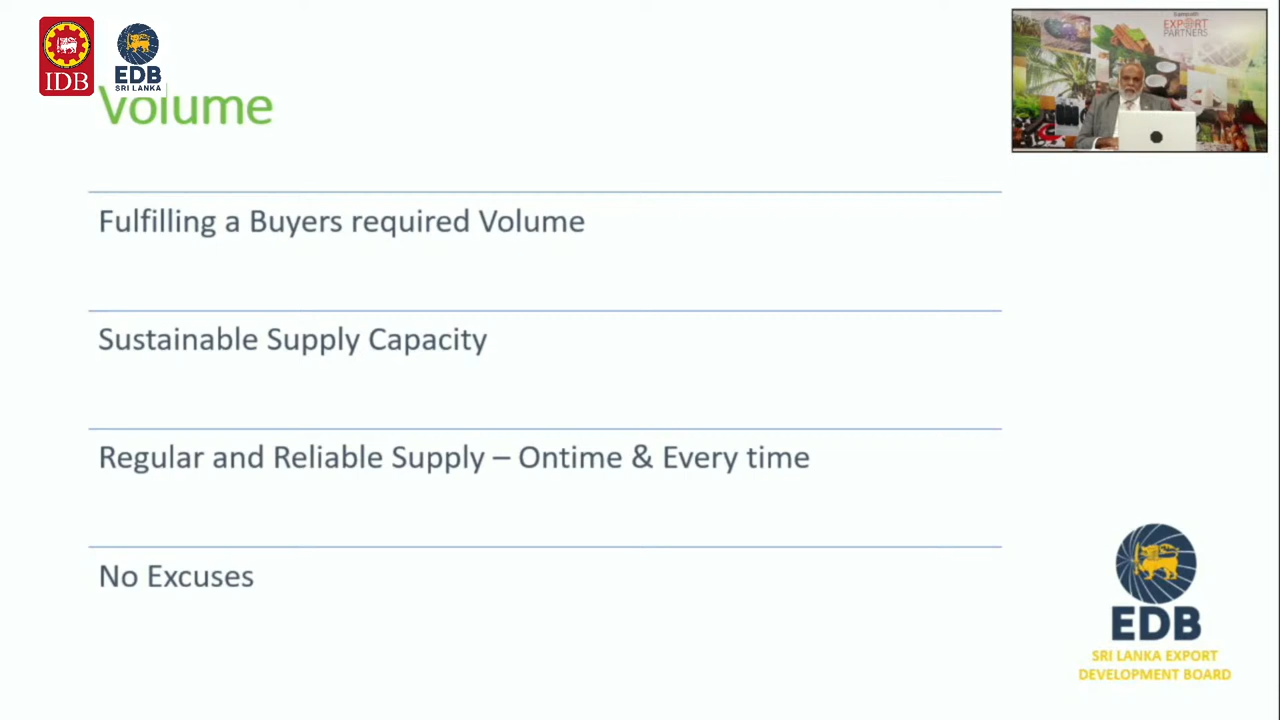 IDB
EDB
SRI LANKA
Volume
EXPORT
PARTNERS
Fulfilling a Buyers required Volume
Sustainable Supply Capacity
Regular and Reliable Supply – Ontime & Every time
No Excuses
EDB
SRI LANKA EXPORT
DEVELOPMENT BOARD